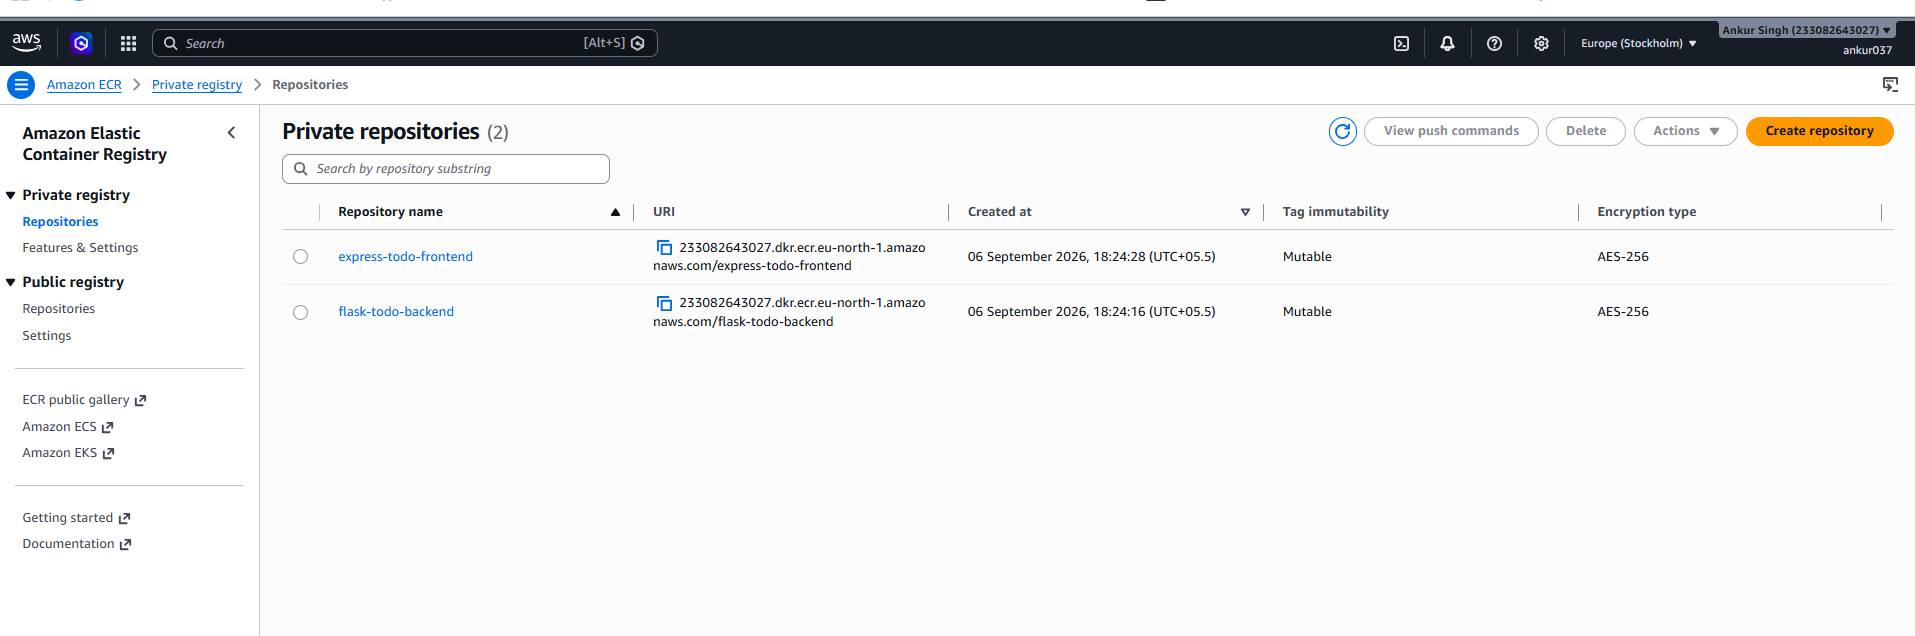 aws
Search
[Alt+S]
Europe (Stockholm)
Ankur Singh (233082643027)
ankur037
Amazon ECR
Private registry
Repositories
Amazon Elastic
Container Registry
Private registry
Repositories
Features & Settings
Public registry
Repositories
Settings
ECR public gallery
Amazon ECS
Amazon EKS
Getting started
Documentation
Private repositories (2)
View push commands
Delete
Actions
Create repository
Search by repository substring
Repository name
URI
Created at
Tag immutability
Encryption type
express-todo-frontend
233082643027.dkr.ecr.eu-north-1.amazo
naws.com/express-todo-frontend
06 September 2026, 18:24:28 (UTC+05.5)
Mutable
AES-256
flask-todo-backend
233082643027.dkr.ecr.eu-north-1.amazo
naws.com/flask-todo-backend
06 September 2026, 18:24:16 (UTC+05.5)
Mutable
AES-256